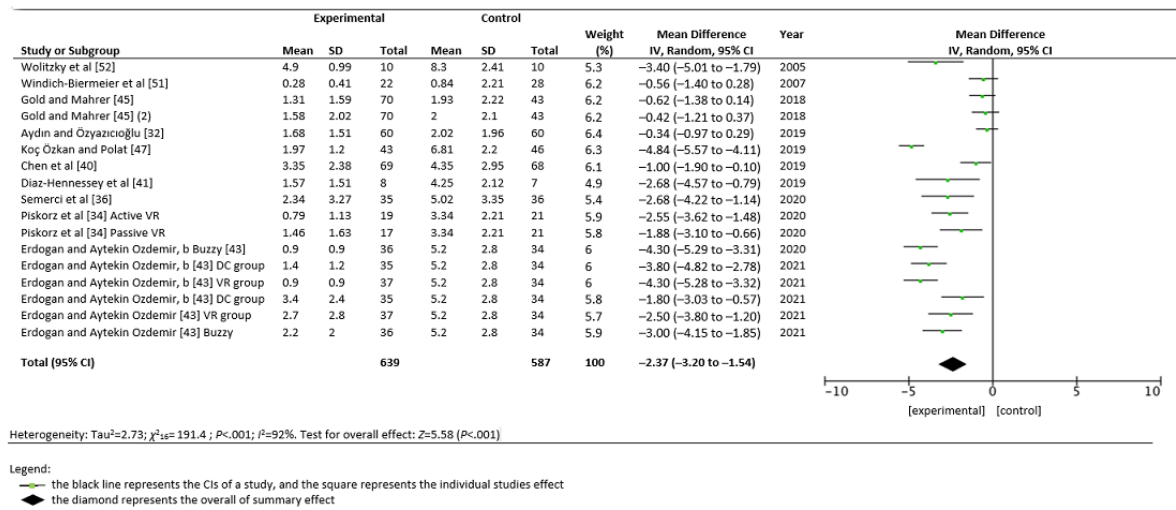 Experimental Control
Weight Mean Difference Year Mean Difference
Study or Subgroup Mean SD Total Mean SD Total (%) IV, Random, 95% CI IV, Random, 95% CI
Wolitzky et al [52] 4.9 0.99 10 8.3 2.41 10 5.3 −3.40 (−5.01 to −1.79) 2005
Windich-Biermeier et al [51] 0.28 0.41 22 0.84 2.21 28 6.2 −0.56 (−1.40 to 0.28) 2007
Gold and Mahrer [45] 1.31 1.59 70 1.93 2.22 43 6.2 −0.62 (−1.38 to 0.14) 2018
Gold and Mahrer [45] (2) 1.58 2.02 70 2 2.1 43 6.2 −0.42 (−1.21 to 0.37) 2018
Aydın and Özyazıcıoğlu [32] 1.68 1.51 60 2.02 1.96 60 6.4 −0.34 (−0.97 to 0.29) 2019
Koç Özkan and Polat [47] 1.97 1.2 43 6.81 2.2 46 6.3 −4.84 (−5.57 to −4.11) 2019
Chen et al [40] 3.35 2.38 69 4.35 2.95 68 6.1 −1.00 (−1.90 to −0.10) 2019
Diaz-Hennessey et al [41] 1.57 1.51 8 4.25 2.12 7 4.9 −2.68 (−4.57 to −0.79) 2019
Semerci et al [36] 2.34 3.27 35 5.02 3.35 36 5.4 −2.68 (−4.22 to −1.14) 2020
Piskorz et al [34] Active VR 0.79 1.13 19 3.34 2.21 21 5.9 −2.55 (−3.62 to −1.48) 2020
Piskorz et al [34] Passive VR 1.46 1.63 17 3.34 2.21 21 5.8 −1.88 (−3.10 to −0.66) 2020
Erdogan and Aytekin Ozdemir, b Buzzy [43] 0.9 0.9 36 5.2 2.8 34 6 −4.30 (−5.29 to −3.31) 2020
Erdogan and Aytekin Ozdemir, b [43] DC group 1.4 1.2 35 5.2 2.8 34 6 −3.80 (−4.82 to −2.78) 2021
Erdogan and Aytekin Ozdemir, b [43] VR group 0.9 0.9 37 5.2 2.8 34 6 −4.30 (−5.28 to −3.32) 2021
Erdogan and Aytekin Ozdemir, b [43] DC group 3.4 2.4 35 5.2 2.8 34 5.8 −1.80 (−3.03 to −0.57) 2021
Erdogan and Aytekin Ozdemir [43] VR group 2.7 2.8 37 5.2 2.8 34 5.7 −2.50 (−3.80 to −1.20) 2021
Erdogan and Aytekin Ozdemir [43] Buzzy 2.2 2 36 5.2 2.8 34 5.9 −3.00 (−4.15 to −1.85) 2021
Total (95% CI) 639 587 100 −2.37 (−3.20 to −1.54)
−10 −5 0 5 10
[experimental] [control]
Heterogeneity: Tau²=2.73; χ²₁₆= 191.4 ; P<.001; I²=92%. Test for overall effect: Z=5.58 (P<.001)
Legend:
the black line represents the CIs of a study, and the square represents the individual studies effect
the diamond represents the overall of summary effect